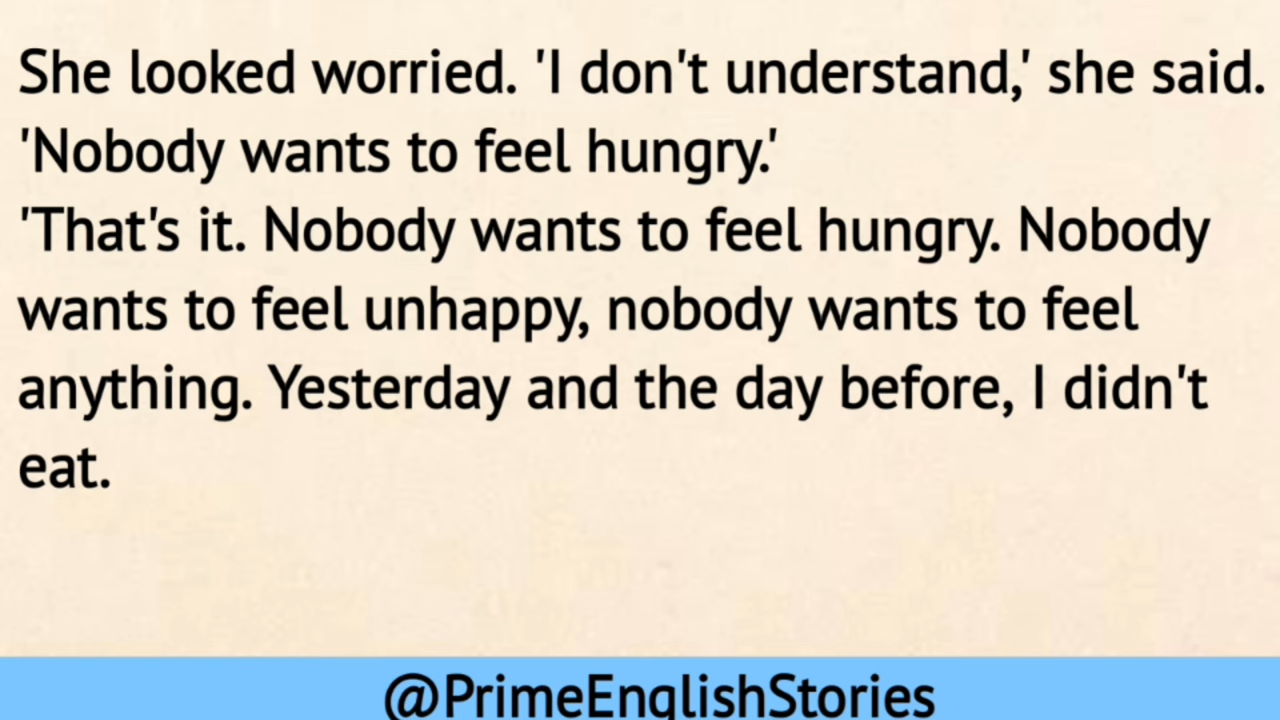 She looked worried. 'I don't understand,' she said.
'Nobody wants to feel hungry.'
'That's it. Nobody wants to feel hungry. Nobody
wants to feel unhappy, nobody wants to feel
anything. Yesterday and the day before, I didn't
eat.
@PrimeEnglishStories